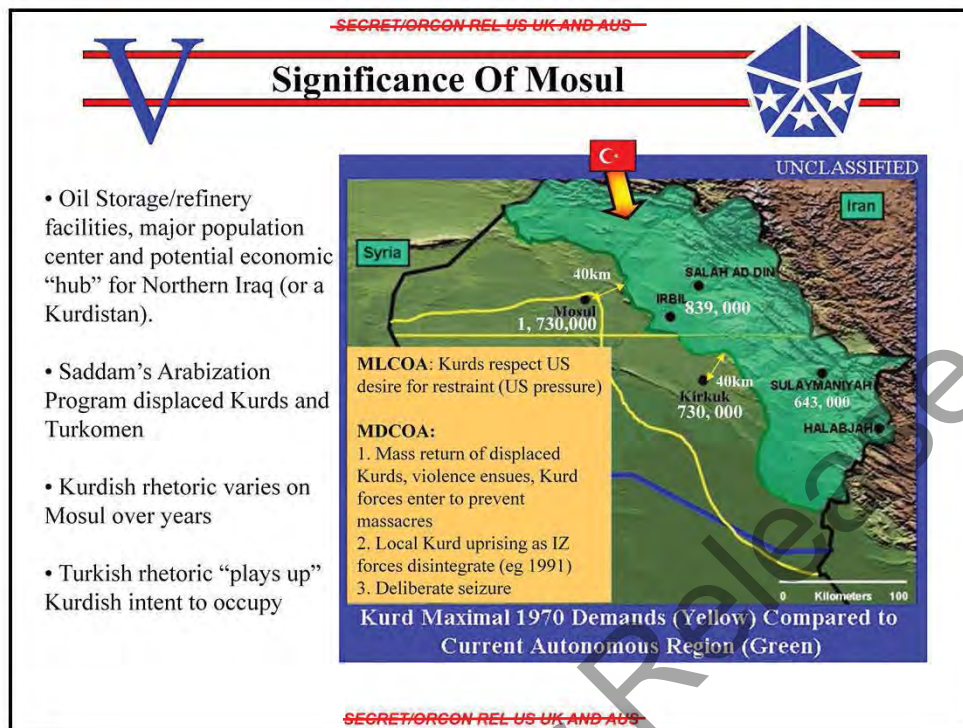 SECRET/ORCON REL US UK AND AUS
V
Significance Of Mosul
UNCLASSIFIED
• Oil Storage/refinery
facilities, major population
center and potential economic
“hub” for Northern Iraq (or a
Kurdistan).
• Saddam’s Arabization
Program displaced Kurds and
Turkomen
• Kurdish rhetoric varies on
Mosul over years
• Turkish rhetoric “plays up”
Kurdish intent to occupy
Iran
Syria
40km
SALAH AD DIN
IRBIL
839, 000
Mosul
1, 730,000
40km
Kirkuk
730, 000
SULAYMANIYAH
643, 000
HALABJAH
MLCOA: Kurds respect US
desire for restraint (US pressure)
MDCOA:
1. Mass return of displaced
Kurds, violence ensues, Kurd
forces enter to prevent
massacres
2. Local Kurd uprising as IZ
forces disintegrate (eg 1991)
3. Deliberate seizure
0 Kilometers 100
Kurd Maximal 1970 Demands (Yellow) Compared to
Current Autonomous Region (Green)
Release
SECRET/ORCON REL US UK AND AUS